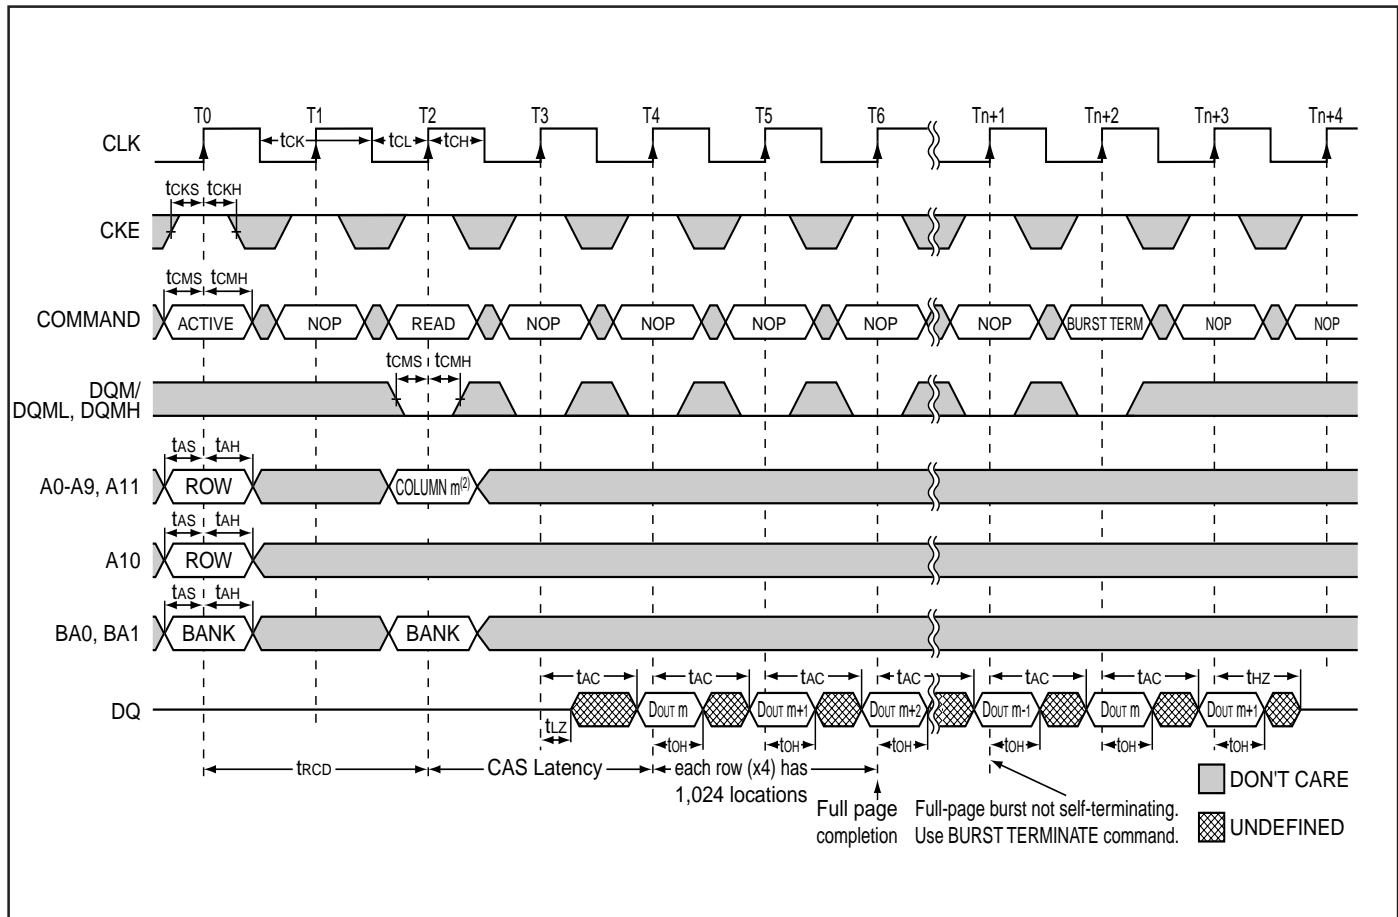 T0 T1 T2 T3 T4 T5 T6 Tn+1 Tn+2 Tn+3 Tn+4
CLK
tCK tCL tCH
tCKS tCKH
CKE
tCMS tCMH
COMMAND
ACTIVE NOP READ NOP NOP NOP NOP NOP BURST TERM NOP NOP
tCMS tCMH
DQM/
DQML, DQMH
tAS tAH
A0-A9, A11
ROW COLUMN m(2)
tAS tAH
A10
ROW
tAS tAH
BA0, BA1
BANK BANK
tAC tAC tAC tAC tAC tAC tHZ
DQ
DOUT m DOUT m+1 DOUT m+2 DOUT m-1 DOUT m DOUT m+1
tLZ
tOH tOH tOH tOH tOH tOH
tRCD CAS Latency each row (x4) has
1,024 locations
Full page
completion
Full-page burst not self-terminating.
Use BURST TERMINATE command.
DON'T CARE
UNDEFINED